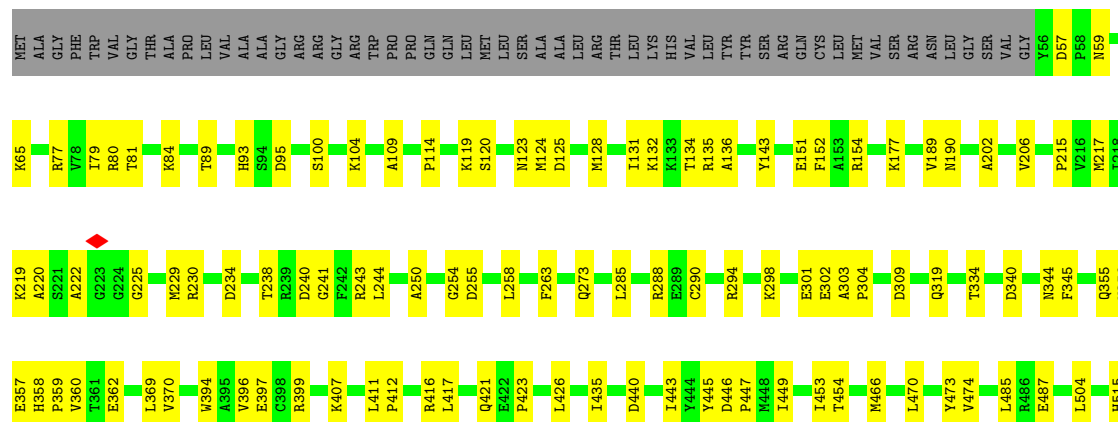 MET ALA GLY PHE TRP VAL GLY THR ALA PRO LEU VAL ALA ALA GLY ARG ARG GLY ARG TRP PRO PRO GLN GLN LEU MET LEU SER ALA ALA LEU ARG THR LEU LYS HIS VAL LEU TYR TYR SER ARG GLN CYS LEU MET VAL SER ARG ASN LEU GLY SER VAL GLY Y56 D57 P58 N59
K65 R77 V78 I79 R80 T81 K84 T89 H93 S94 D95 S100 K104 A109 P114 K119 S120 N123 M124 D125 M128 I131 K132 K133 T134 R135 A136 Y143 E151 F152 A153 R154 K177 V189 N190 A202 V206 P215 V216 M217 I218
K219 A220 S221 A222 G223 G224 G225 M229 R230 D234 T238 R239 D240 G241 F242 R243 L244 A250 G254 D255 L258 F263 Q273 L285 R288 E289 C290 R294 K298 E301 E302 A303 P304 D309 Q319 T334 D340 N344 F345 Q355
E357 H358 P359 V360 T361 E362 L369 V370 W394 A395 V396 E397 C398 R399 K407 L411 P412 R416 L417 Q421 E422 P423 L426 I435 D440 I443 Y444 Y445 D446 P447 M448 I449 I453 T454 M466 L470 Y473 V474 L485 R486 E487 L504 H515